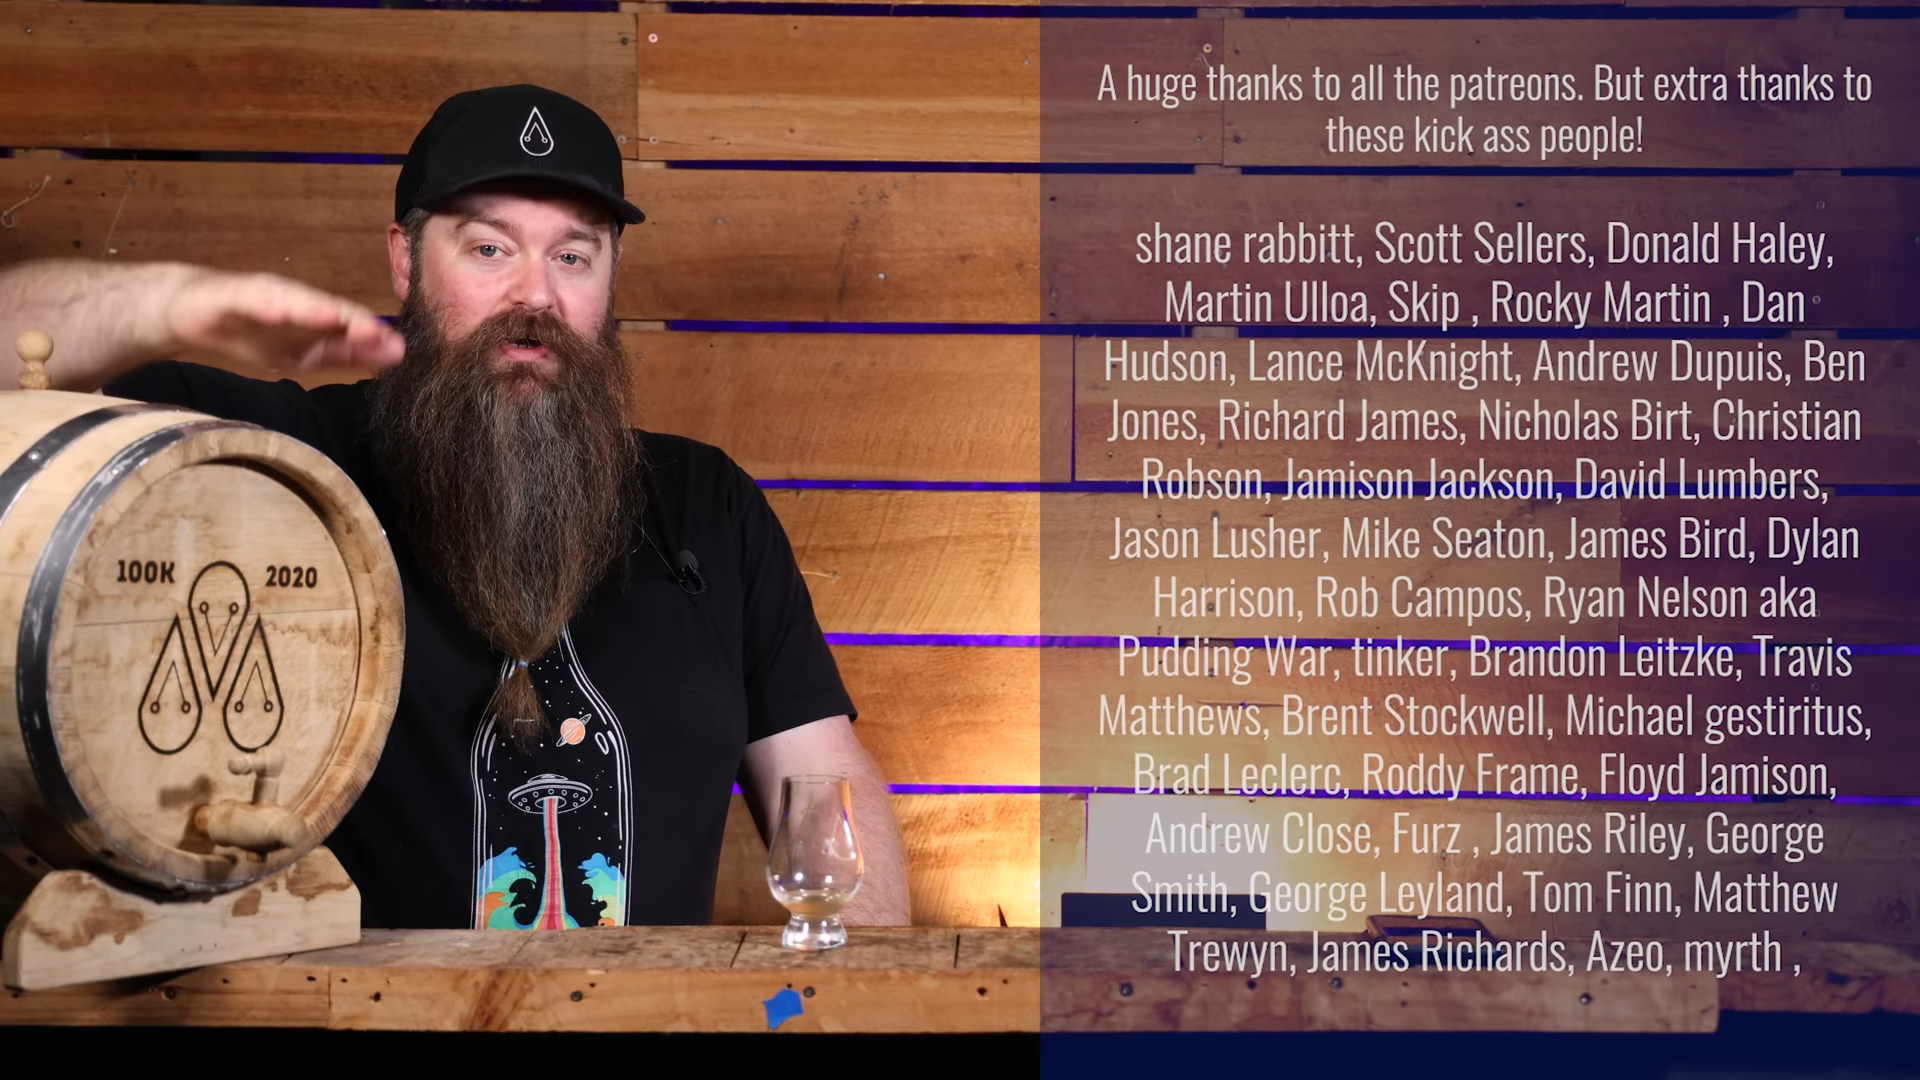 A huge thanks to all the patreons. But extra thanks to
these kick ass people!
shane rabbitt, Scott Sellers, Donald Haley,
Martin Ulloa, Skip , Rocky Martin , Dan
Hudson, Lance McKnight, Andrew Dupuis, Ben
Jones, Richard James, Nicholas Birt, Christian
Robson, Jamison Jackson, David Lumbers,
Jason Lusher, Mike Seaton, James Bird, Dylan
Harrison, Rob Campos, Ryan Nelson aka
Pudding War, tinker, Brandon Leitzke, Travis
Matthews, Brent Stockwell, Michael gestiritus,
Brad Leclerc, Roddy Frame, Floyd Jamison,
Andrew Close, Furz , James Riley, George
Smith, George Leyland, Tom Finn, Matthew
Trewyn, James Richards, Azeo, myrth ,
100K 2020